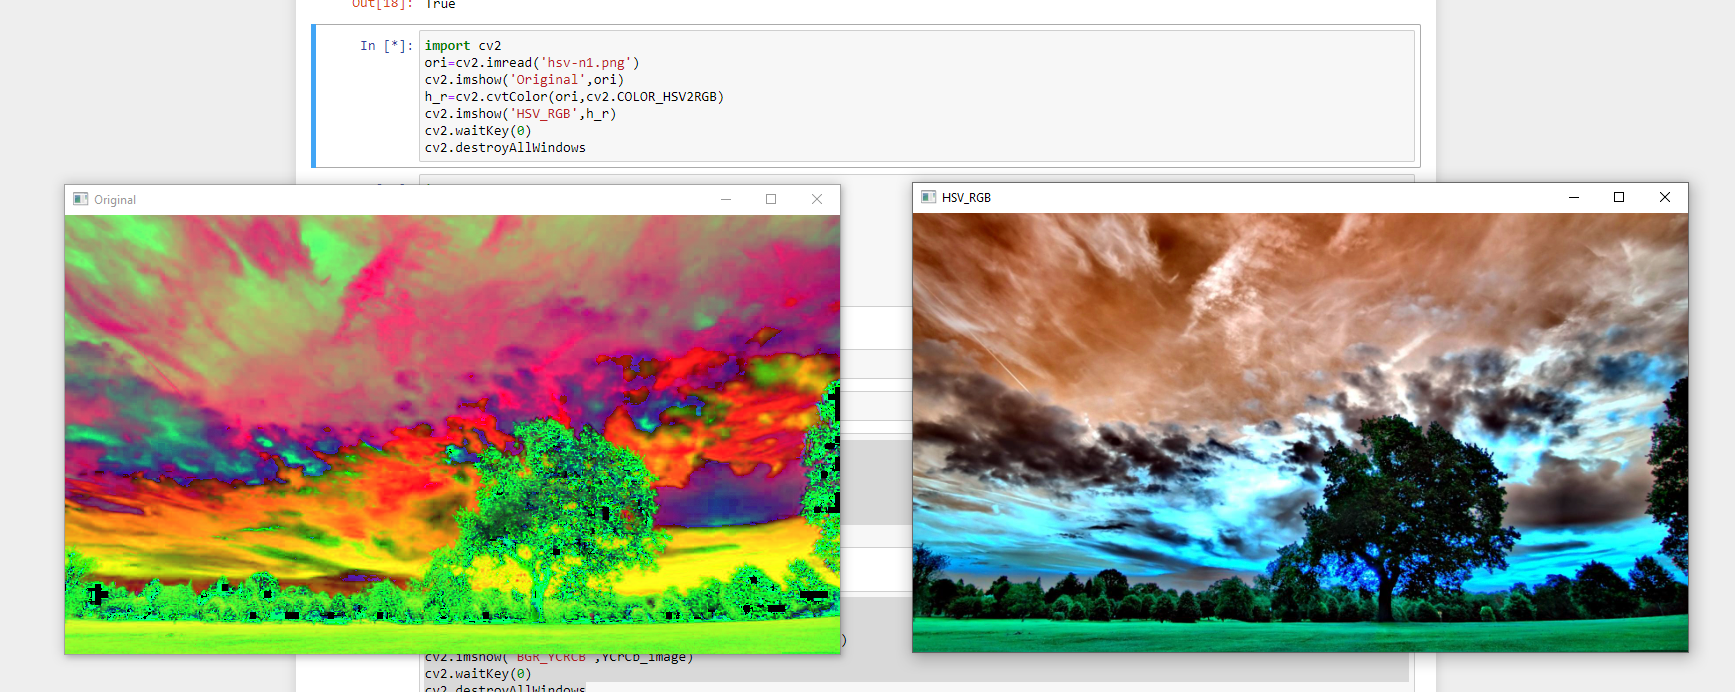 Out[18]: True
In [*]: import cv2
ori=cv2.imread('hsv-n1.png')
cv2.imshow('Original',ori)
h_r=cv2.cvtColor(ori,cv2.COLOR_HSV2RGB)
cv2.imshow('HSV_RGB',h_r)
cv2.waitKey(0)
cv2.destroyAllWindows
Original
HSV_RGB
)
cv2.imshow('BGR_YCRCB',YCrCb_image)
cv2.waitKey(0)
cv2.destroyAllWindows